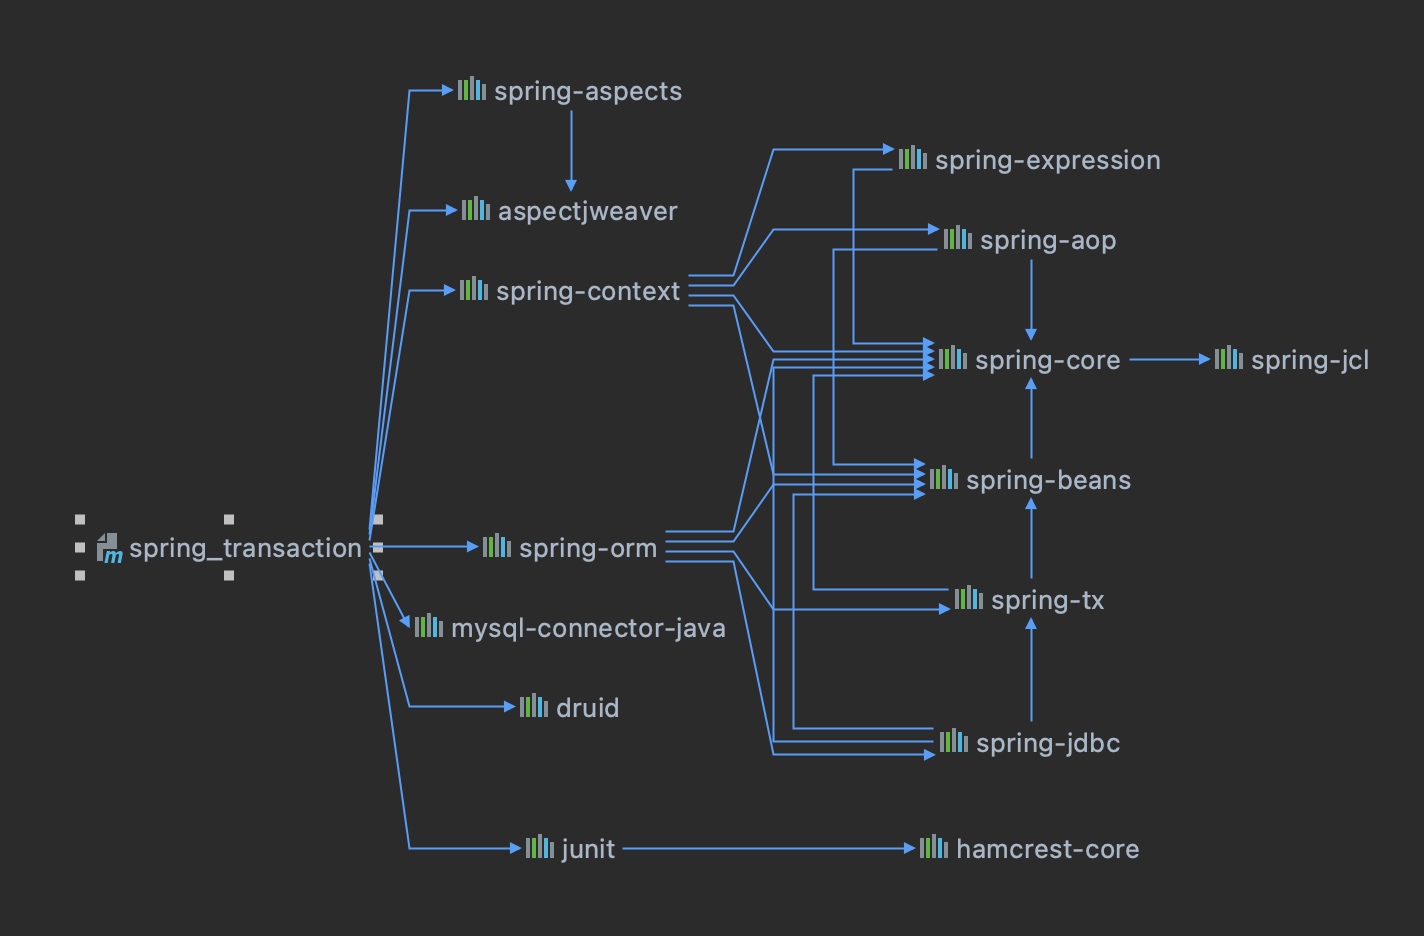 spring-aspects
spring-expression
aspectjweaver
spring-aop
spring-context
spring-core
spring-jcl
spring-beans
spring_transaction
spring-orm
spring-tx
mysql-connector-java
druid
spring-jdbc
junit
hamcrest-core